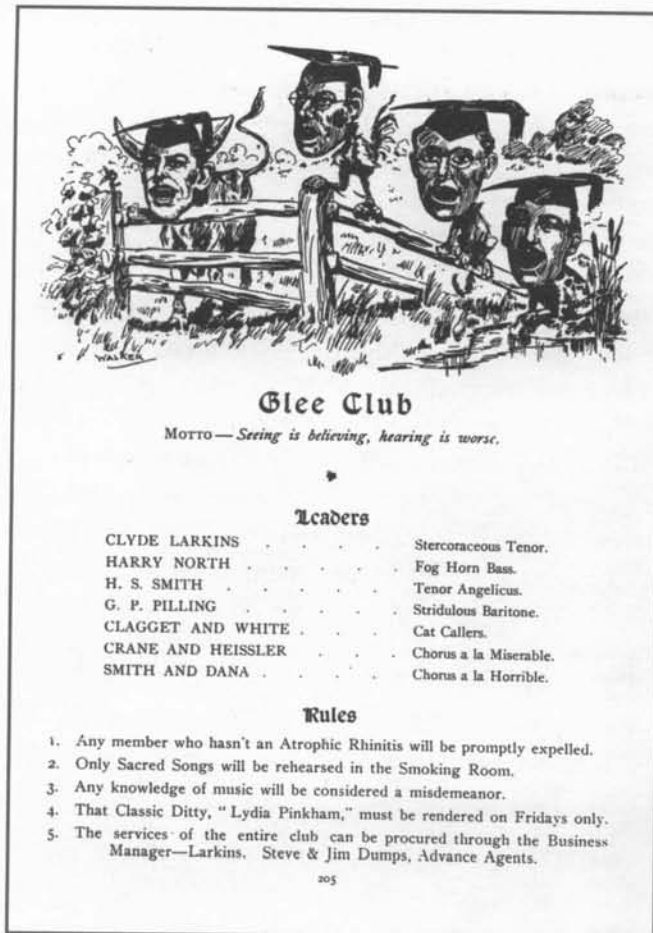 WALKER
Glee Club
MOTTO — Seeing is believing, hearing is worse.
Leaders
CLYDE LARKINS . . . . Stercoraceous Tenor.
HARRY NORTH . . . . . Fog Horn Bass.
H. S. SMITH . . . . . Tenor Angelicus.
G. P. PILLING . . . . . Stridulous Baritone.
CLAGGET AND WHITE . . . Cat Callers.
CRANE AND HEISSLER . . . Chorus a la Miserable.
SMITH AND DANA . . . . Chorus a la Horrible.
Rules
1. Any member who hasn't an Atrophic Rhinitis will be promptly expelled.
2. Only Sacred Songs will be rehearsed in the Smoking Room.
3. Any knowledge of music will be considered a misdemeanor.
4. That Classic Ditty, "Lydia Pinkham," must be rendered on Fridays only.
5. The services of the entire club can be procured through the Business
Manager—Larkins. Steve & Jim Dumps, Advance Agents.
205